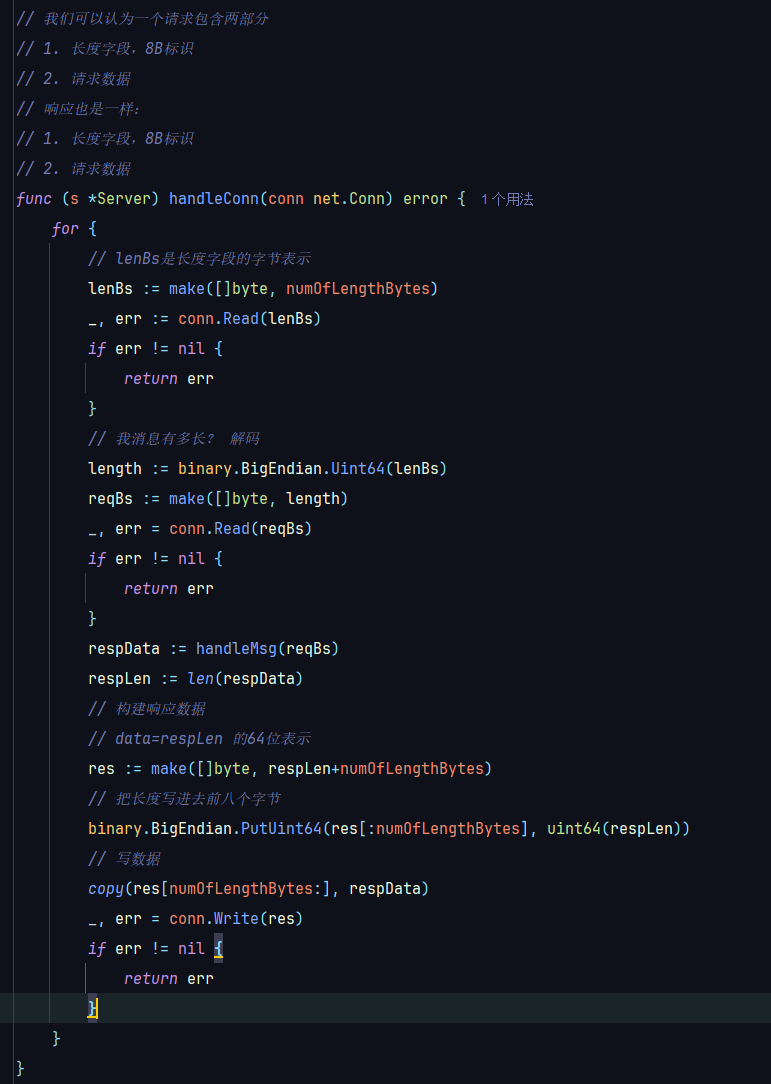 // 我们可以认为一个请求包含两部分
// 1. 长度字段，8B标识
// 2. 请求数据
// 响应也是一样：
// 1. 长度字段，8B标识
// 2. 请求数据
func (s *Server) handleConn(conn net.Conn) error { 1个用法
    for {
        // lenBs是长度字段的字节表示
        lenBs := make([]byte, numOfLengthBytes)
        _, err := conn.Read(lenBs)
        if err != nil {
            return err
        }
        // 我消息有多长？ 解码
        length := binary.BigEndian.Uint64(lenBs)
        reqBs := make([]byte, length)
        _, err = conn.Read(reqBs)
        if err != nil {
            return err
        }
        respData := handleMsg(reqBs)
        respLen := len(respData)
        // 构建响应数据
        // data=respLen 的64位表示
        res := make([]byte, respLen+numOfLengthBytes)
        // 把长度写进去前八个字节
        binary.BigEndian.PutUint64(res[:numOfLengthBytes], uint64(respLen))
        // 写数据
        copy(res[numOfLengthBytes:], respData)
        _, err = conn.Write(res)
        if err != nil {
            return err
        }
    }
}